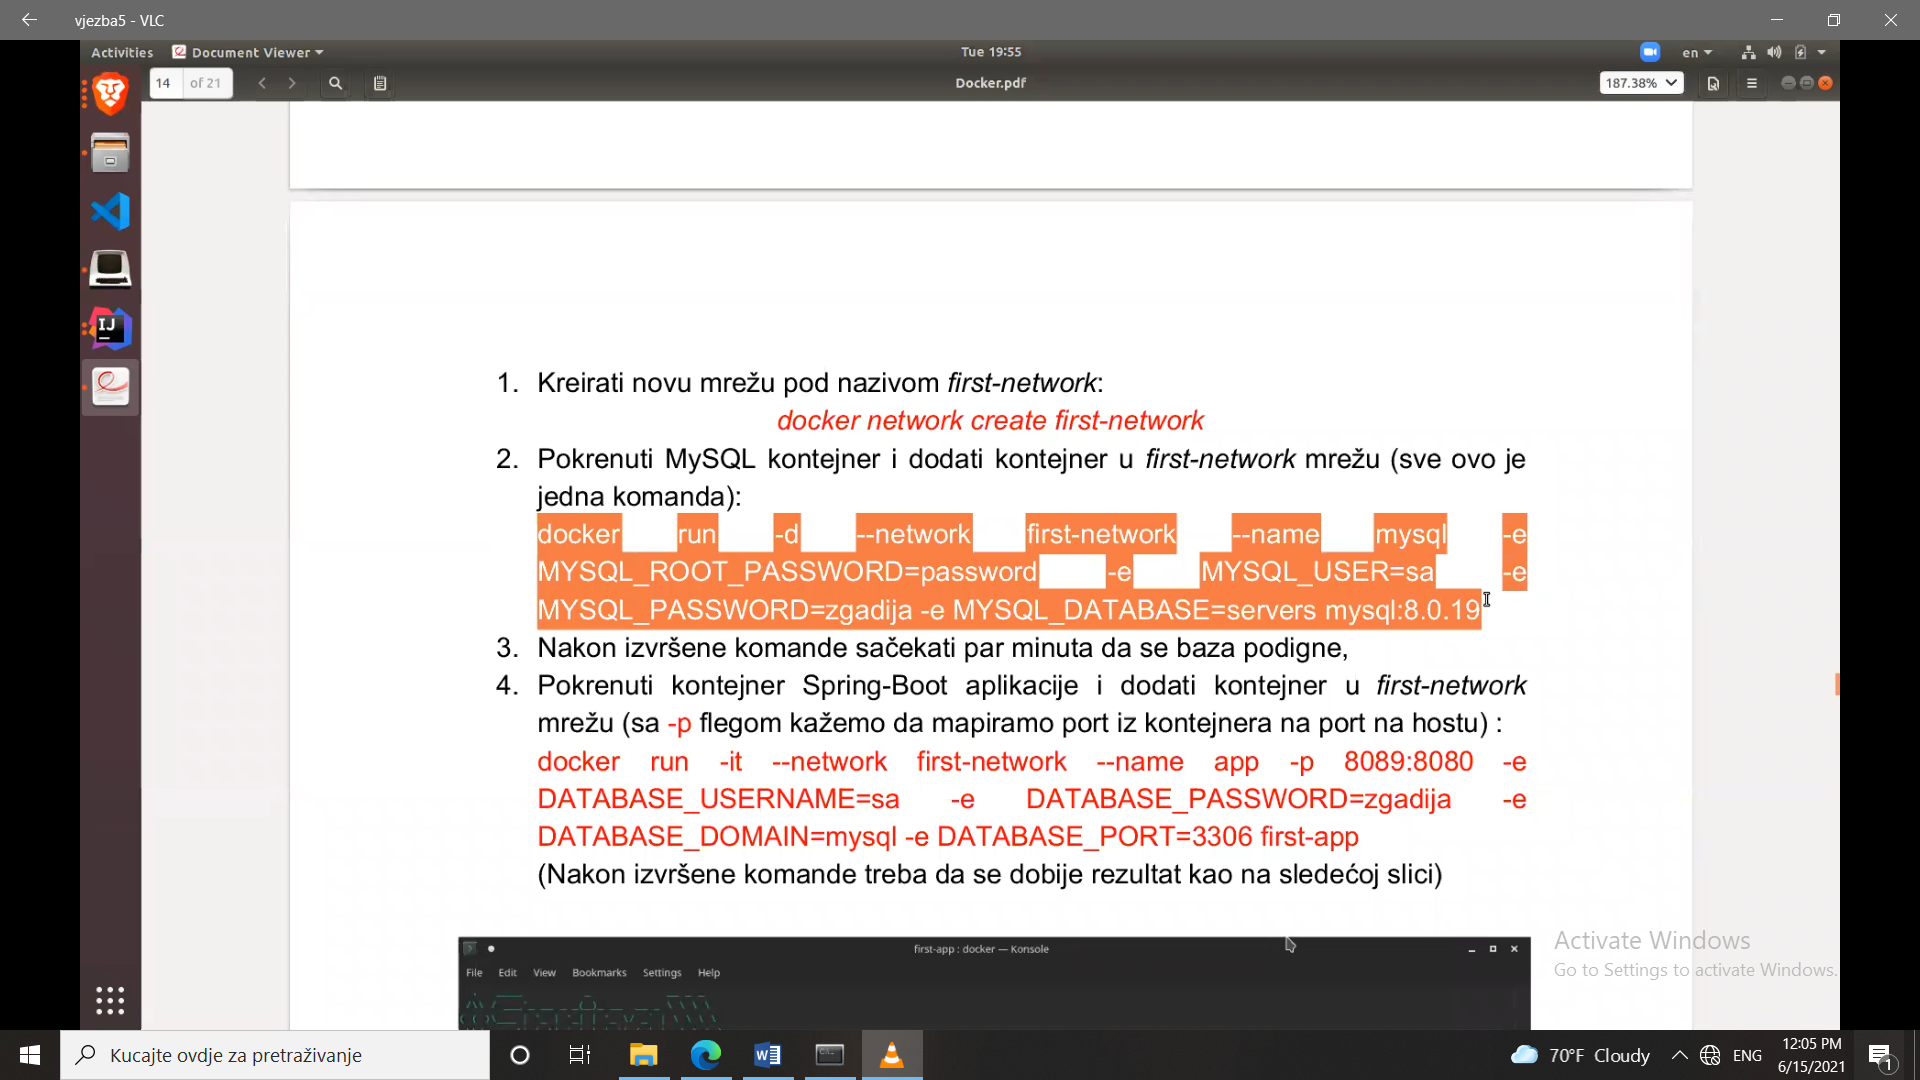 vjezba5 - VLC
Activities Document Viewer Tue 19:55 en
14 of 21 Docker.pdf 187.38%
1. Kreirati novu mrežu pod nazivom first-network:
docker network create first-network
2. Pokrenuti MySQL kontejner i dodati kontejner u first-network mrežu (sve ovo je
jedna komanda):
docker run -d --network first-network --name mysql -e
MYSQL_ROOT_PASSWORD=password -e MYSQL_USER=sa -e
MYSQL_PASSWORD=zgadija -e MYSQL_DATABASE=servers mysql:8.0.19
3. Nakon izvršene komande sačekati par minuta da se baza podigne,
4. Pokrenuti kontejner Spring-Boot aplikacije i dodati kontejner u first-network
mrežu (sa -p flegom kažemo da mapiramo port iz kontejnera na port na hostu) :
docker run -it --network first-network --name app -p 8089:8080 -e
DATABASE_USERNAME=sa -e DATABASE_PASSWORD=zgadija -e
DATABASE_DOMAIN=mysql -e DATABASE_PORT=3306 first-app
(Nakon izvršene komande treba da se dobije rezultat kao na sledećoj slici)
first-app : docker — Konsole
File Edit View Bookmarks Settings Help
Activate Windows
Go to Settings to activate Windows.
IJ
Kucajte ovdje za pretraživanje
70°F Cloudy ENG
12:05 PM
6/15/2021
1